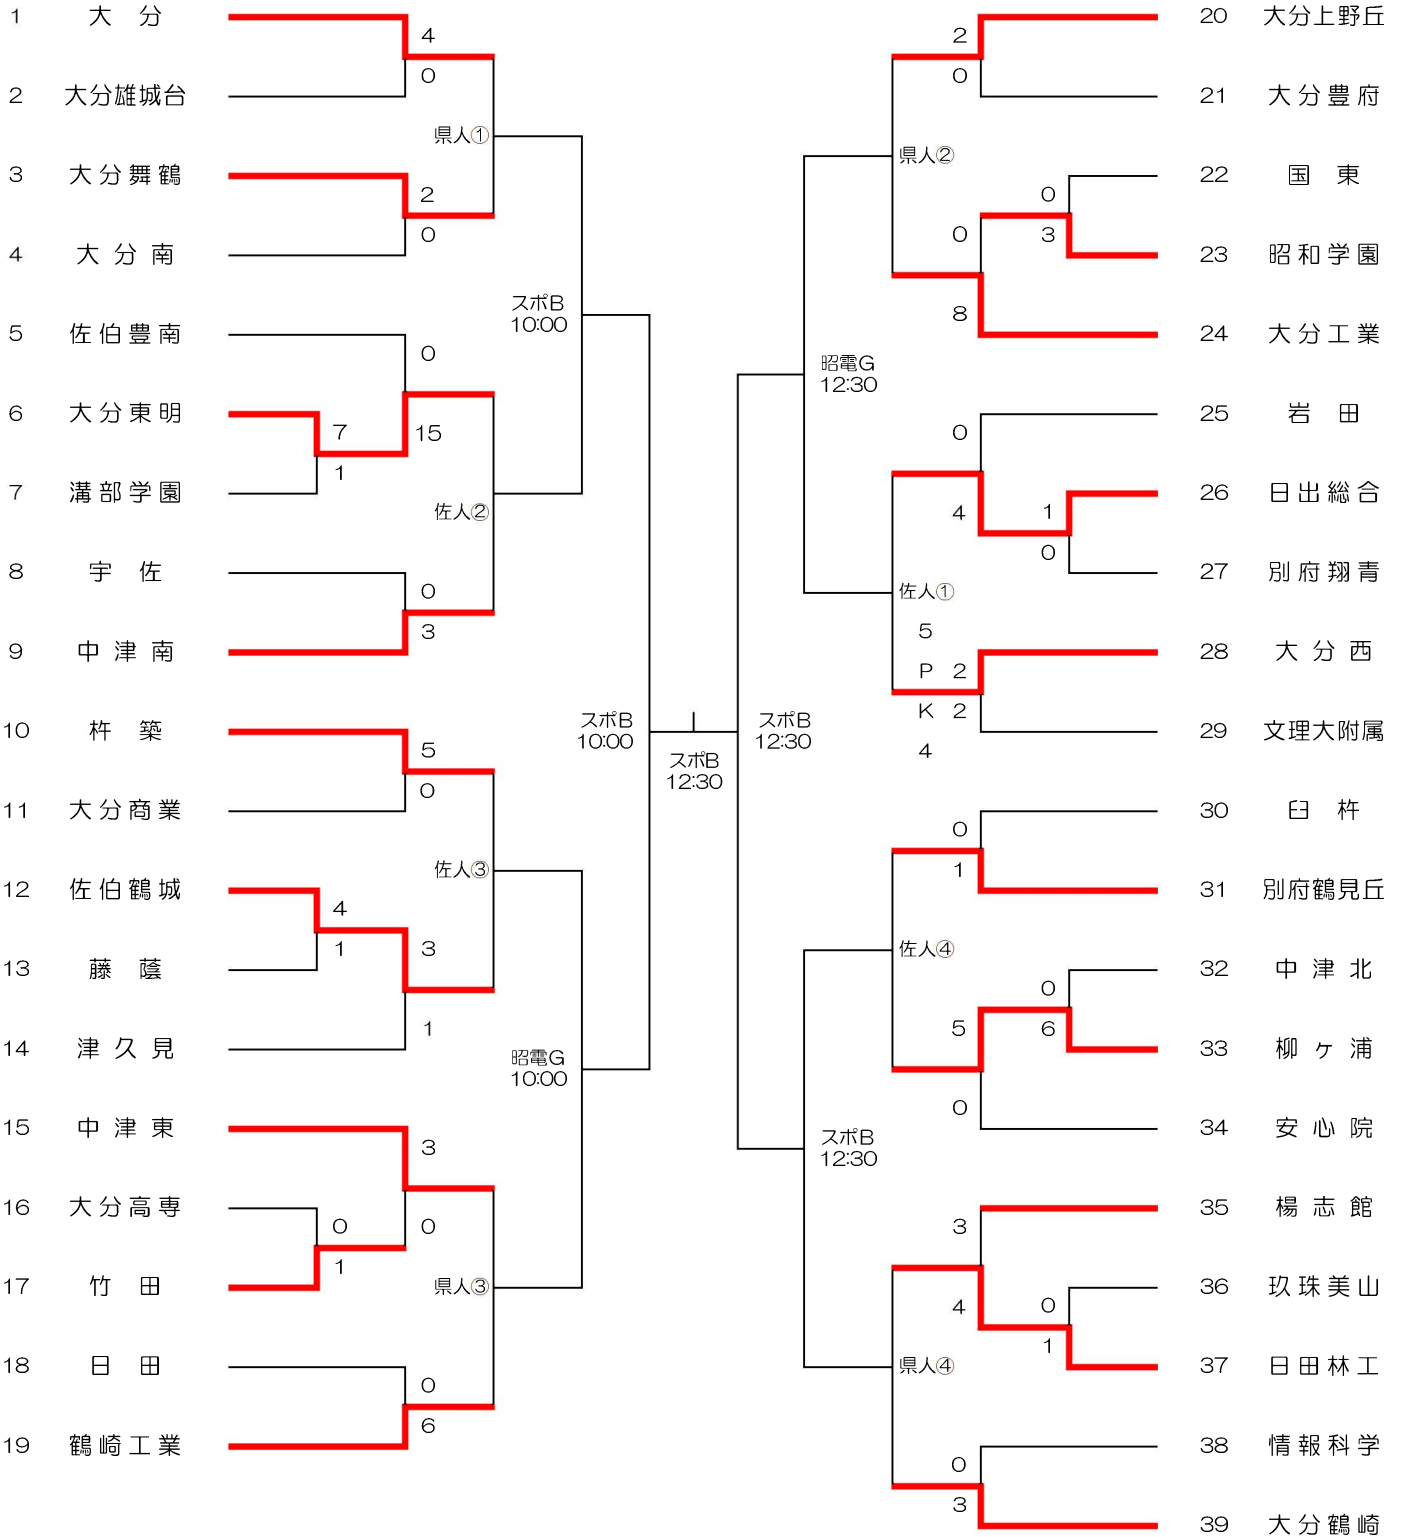 1 大 分
2 大分雄城台
3 大分舞鶴
4 大分南
5 佐伯豊南
6 大分東明
7 溝部学園
8 宇 佐
9 中津南
10 杵 築
11 大分商業
12 佐伯鶴城
13 藤 蔭
14 津久見
15 中津東
16 大分高専
17 竹 田
18 日 田
19 鶴崎工業
4
0
県人①
2
0
スポB
10:00
0
7
15
1
佐人②
0
3
5
0
佐人③
4
3
1
1
昭電G
10:00
3
0
0
1
県人③
0
6
スポB
10:00
スポB
12:30
スポB
12:30
2
0
県人②
0
0
3
8
昭電G
12:30
0
4
1
0
佐人①
5
P 2
K 2
4
0
1
佐人④
0
5
6
0
スポB
12:30
3
4
0
1
県人④
0
3
20 大分上野丘
21 大分豊府
22 国 東
23 昭和学園
24 大分工業
25 岩 田
26 日出総合
27 別府翔青
28 大分西
29 文理大附属
30 臼 杵
31 別府鶴見丘
32 中津北
33 柳ヶ浦
34 安心院
35 楊志館
36 玖珠美山
37 日田林工
38 情報科学
39 大分鶴崎